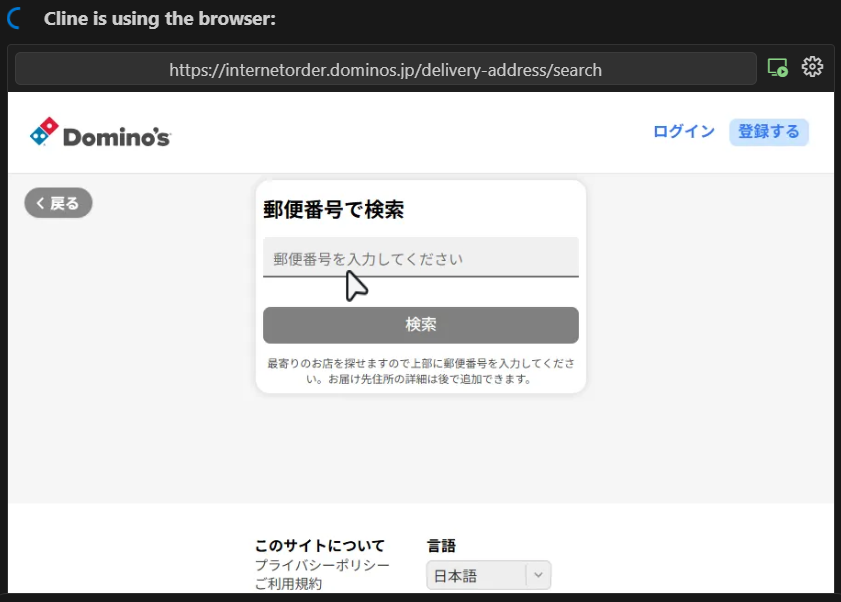 Cline is using the browser:
https://internetorder.dominos.jp/delivery-address/search
Domino's
ログイン
登録する
戻る
郵便番号で検索
郵便番号を入力してください
検索
最寄りのお店を探せますので上部に郵便番号を入力してくださ
い。お届け先住所の詳細は後で追加できます。
このサイトについて
プライバシーポリシー
ご利用規約
言語
日本語